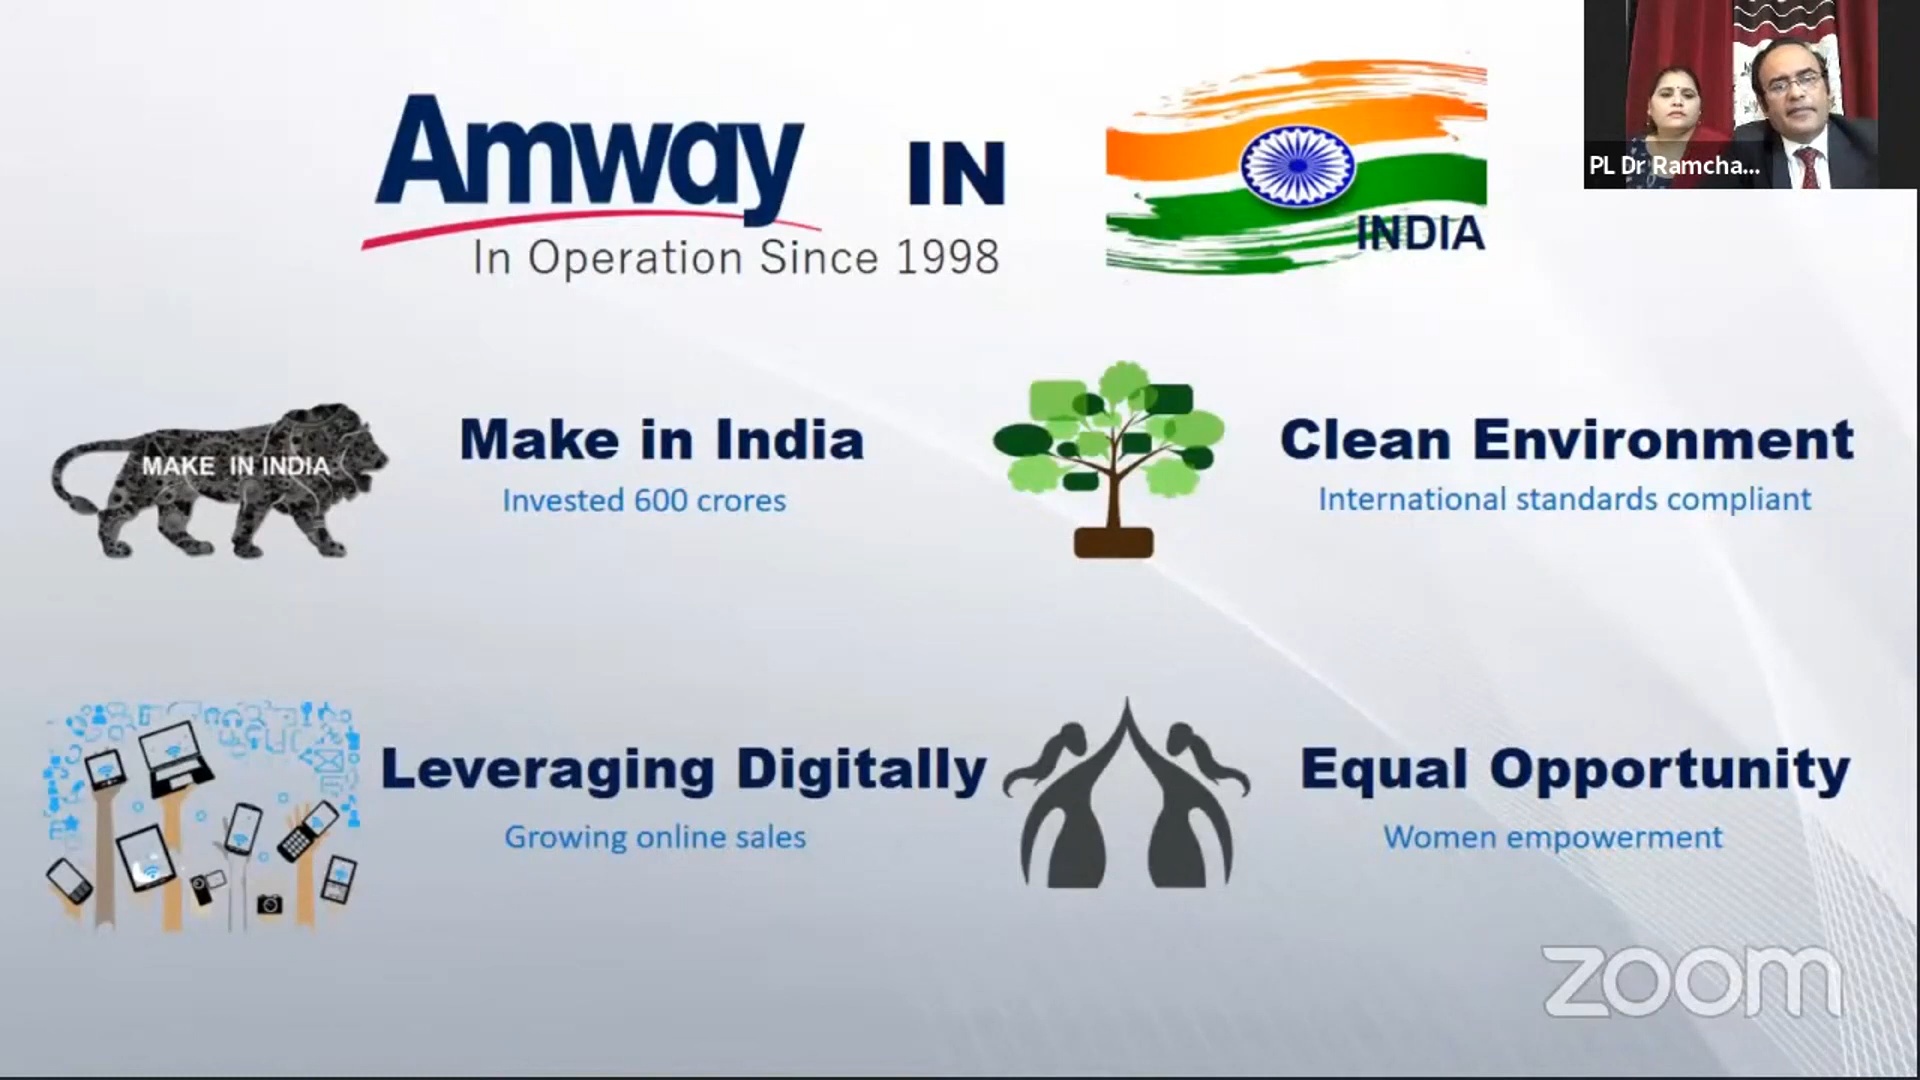 Amway IN
In Operation Since 1998
INDIA
PL Dr Ramcha...
MAKE IN INDIA
Make in India
Invested 600 crores
Clean Environment
International standards compliant
Leveraging Digitally
Growing online sales
Equal Opportunity
Women empowerment
zoom